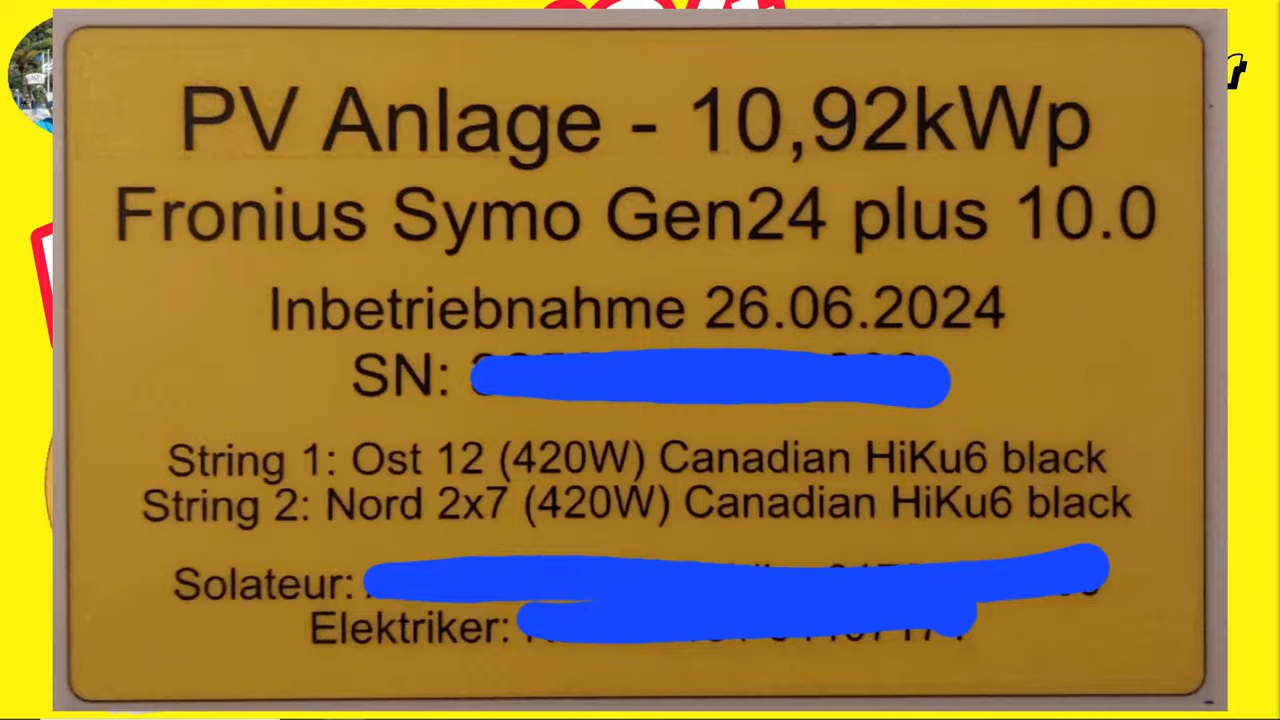 PV Anlage - 10,92kWp
Fronius Symo Gen24 plus 10.0
Inbetriebnahme 26.06.2024
SN:
String 1: Ost 12 (420W) Canadian HiKu6 black
String 2: Nord 2x7 (420W) Canadian HiKu6 black
Solateur:
Elektriker: